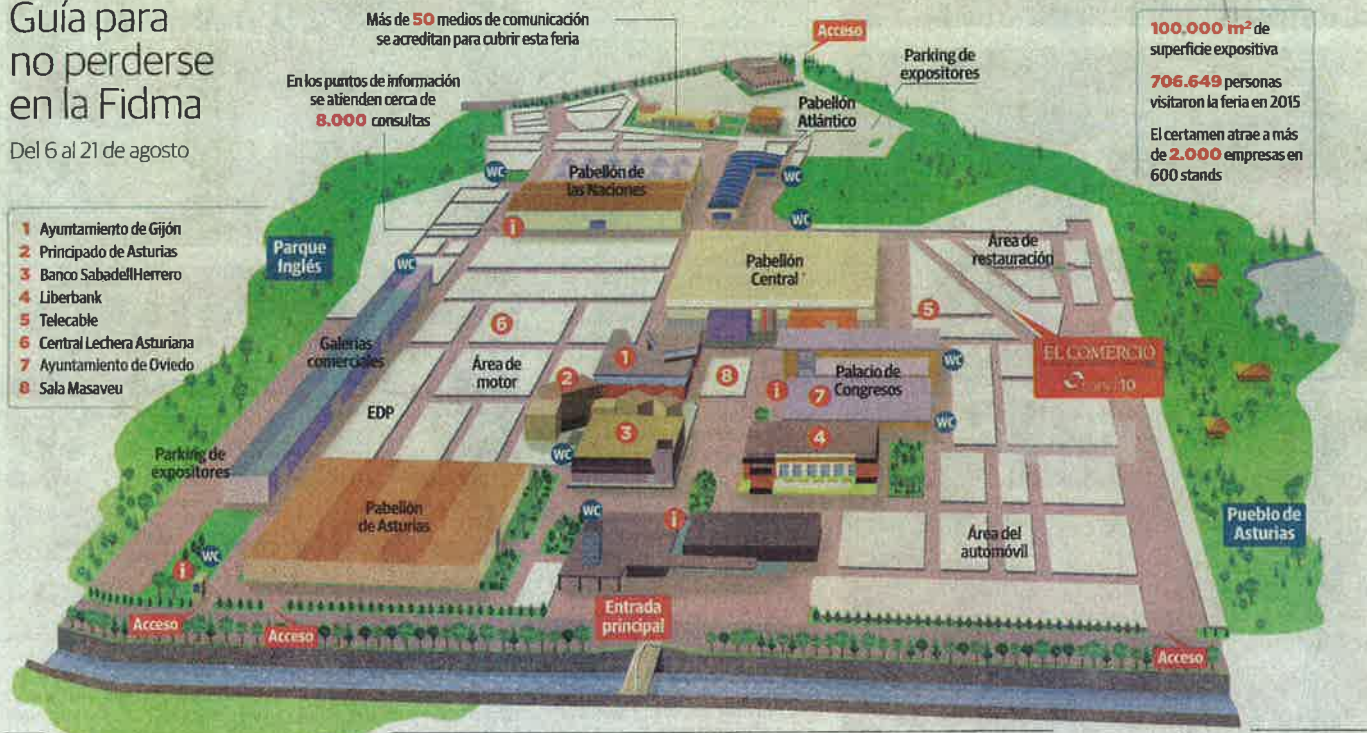 Guía para
no perderse
en la Fidma
Del 6 al 21 de agosto
Más de 50 medios de comunicación
se acreditan para cubrir esta feria
En los puntos de información
se atienden cerca de
8.000 consultas
100.000 m² de
superficie expositiva
706.649 personas
visitaron la feria en 2015
El certamen atrae a más
de 2.000 empresas en
600 stands
1 Ayuntamiento de Gijón
2 Principado de Asturias
3 Banco SabadellHerrero
4 Liberbank
5 Telecable
6 Central Lechera Asturiana
7 Ayuntamiento de Oviedo
8 Sala Masaveu
Acceso
Parking de
expositores
Pabellón
Atlántico
WC
Pabellón de
las Naciones
WC
WC
i
Parque
Inglés
WC
Pabellón
Central
Área de
restauración
Galerías
comerciales
6
5
Área de
motor
1
2
8
i
Palacio de
Congresos
7
WC
EL COMERCIO
10
EDP
3
4
WC
WC
Parking de
expositores
Pabellón
de Asturias
WC
i
Área del
automóvil
Pueblo de
Asturias
WC
i
Entrada
principal
Acceso
Acceso
Acceso